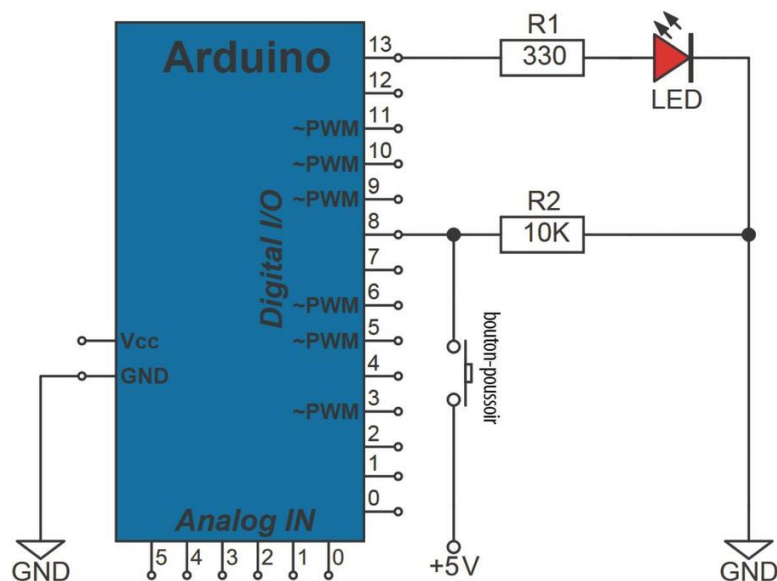 Arduino
13
12
~PWM 11
~PWM 10
~PWM 9
8
7
~PWM 6
~PWM 5
4
~PWM 3
2
1
0
Digital I/O
Vcc
GND
Analog IN
5 4 3 2 1 0
R1
330
LED
R2
10K
bouton-poussoir
GND
+5V
GND